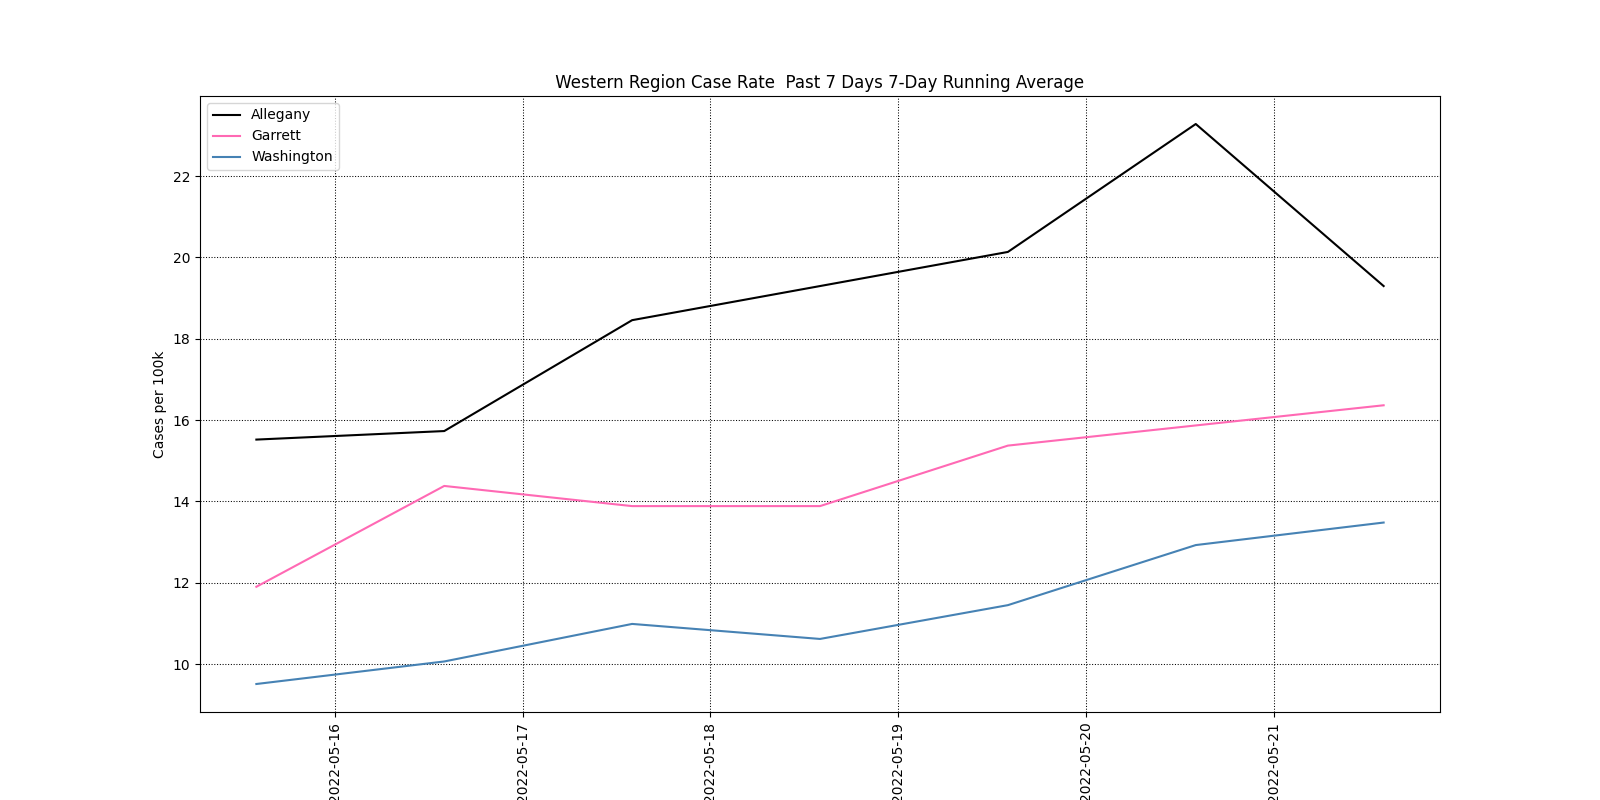 Western Region Case Rate  Past 7 Days 7-Day Running Average
Allegany
Garrett
Washington
Cases per 100k
22
20
18
16
14
12
10
2022-05-16
2022-05-17
2022-05-18
2022-05-19
2022-05-20
2022-05-21